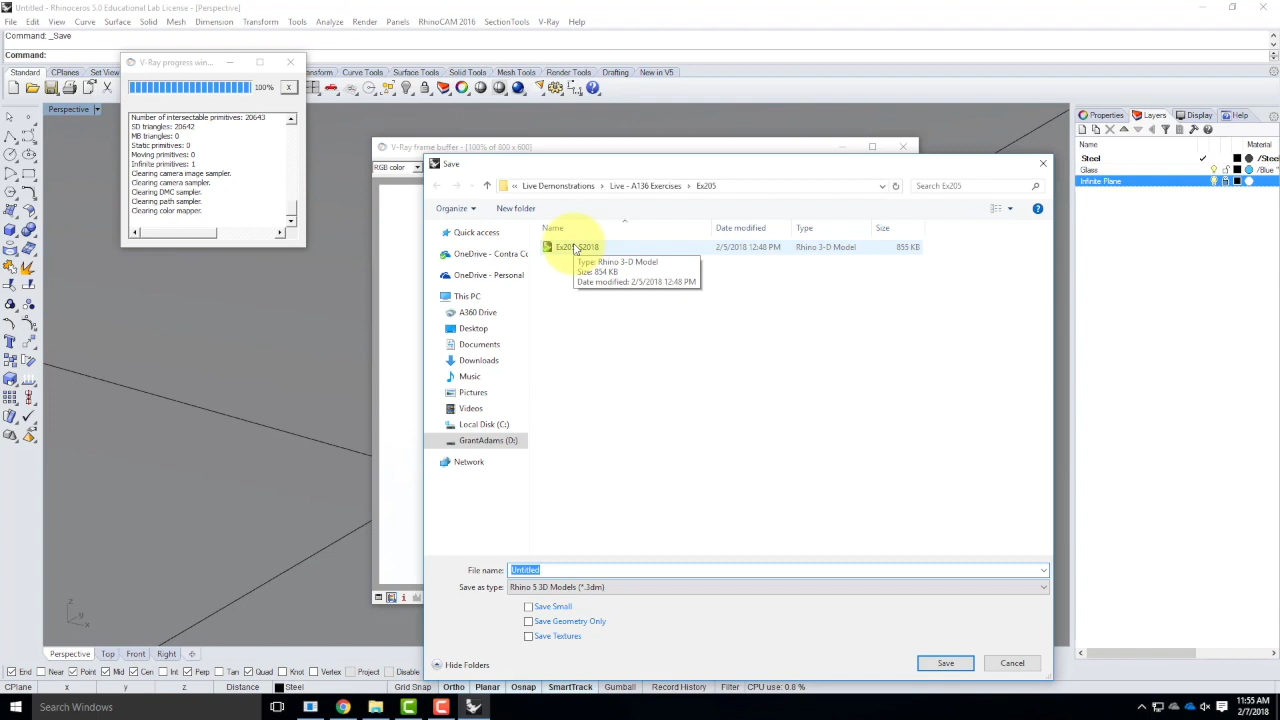 Untitled - Rhinoceros 5.0 Educational Lab License - [Perspective]
File Edit View Curve Surface Solid Mesh Dimension Transform Tools Analyze Render Panels RhinoCAM 2016 SectionTools V-Ray Help
Command: _Save
Command:
V-Ray progress win...
Standard CPlanes Set View
Curve Tools Surface Tools Solid Tools Mesh Tools Render Tools Drafting New in V5
100% x
Perspective
Number of intersectable primitives: 20643
SD triangles: 20642
MB triangles: 0
Static primitives: 0
Moving primitives: 0
Infinite primitives: 1
Clearing camera image sampler.
Clearing camera sampler.
Clearing DMC sampler.
Clearing path sampler.
Clearing color mapper.
V-Ray frame buffer - [100% of 800 x 600]
RGB color
Save
« Live Demonstrations > Live - A136 Exercises > Ex205
Search Ex205
Organize New folder
Name Date modified Type Size
2/5/2018 12:48 PM Rhino 3-D Model 855 KB
Type: Rhino 3-D Model
Size: 854 KB
Date modified: 2/5/2018 12:48 PM
Quick access
OneDrive - Contra Cc
OneDrive - Personal
This PC
A360 Drive
Desktop
Documents
Downloads
Music
Pictures
Videos
Local Disk (C:)
GrantAdams (D:)
Network
File name: Untitled
Save as type: Rhino 5 3D Models (*.3dm)
Save Small
Save Geometry Only
Save Textures
Hide Folders
Save Cancel
Properties Layers Display Help
Name Material
Steel /Steel
Glass /Blue
Infinite Plane
z
y
x
Perspective Top Front Right
End Near Point Mid Cen Int Perp Tan Quad Knot Vertex Project Disable
CPlane x y z Distance Steel Grid Snap Ortho Planar Osnap SmartTrack Gumball Record History Filter CPU use: 0.8 %
Search Windows
11:55 AM
2/7/2018